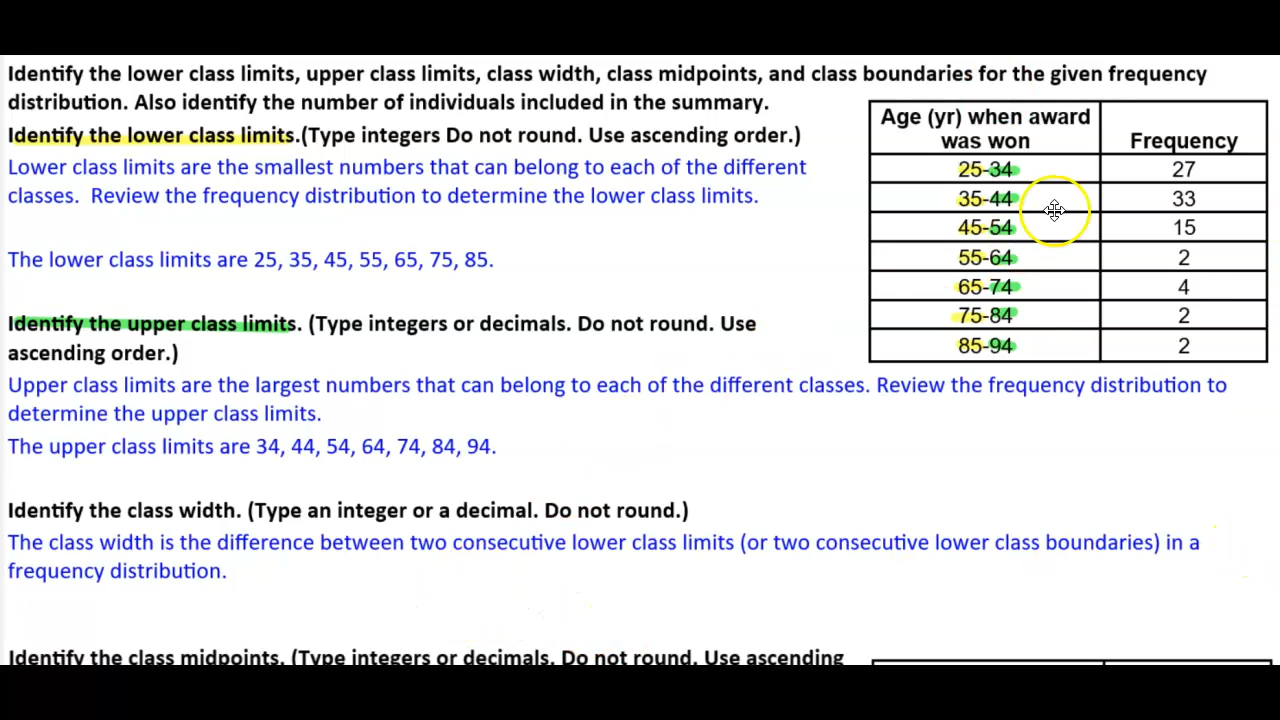 Identify the lower class limits, upper class limits, class width, class midpoints, and class boundaries for the given frequency
distribution. Also identify the number of individuals included in the summary.
Identify the lower class limits.(Type integers Do not round. Use ascending order.)
Lower class limits are the smallest numbers that can belong to each of the different
classes.  Review the frequency distribution to determine the lower class limits.
The lower class limits are 25, 35, 45, 55, 65, 75, 85.
Age (yr) when award
was won Frequency
25-34 27
35-44 33
45-54 15
55-64 2
65-74 4
75-84 2
85-94 2
Identify the upper class limits. (Type integers or decimals. Do not round. Use
ascending order.)
Upper class limits are the largest numbers that can belong to each of the different classes. Review the frequency distribution to
determine the upper class limits.
The upper class limits are 34, 44, 54, 64, 74, 84, 94.
Identify the class width. (Type an integer or a decimal. Do not round.)
The class width is the difference between two consecutive lower class limits (or two consecutive lower class boundaries) in a
frequency distribution.
Identify the class midpoints. (Type integers or decimals. Do not round. Use ascending